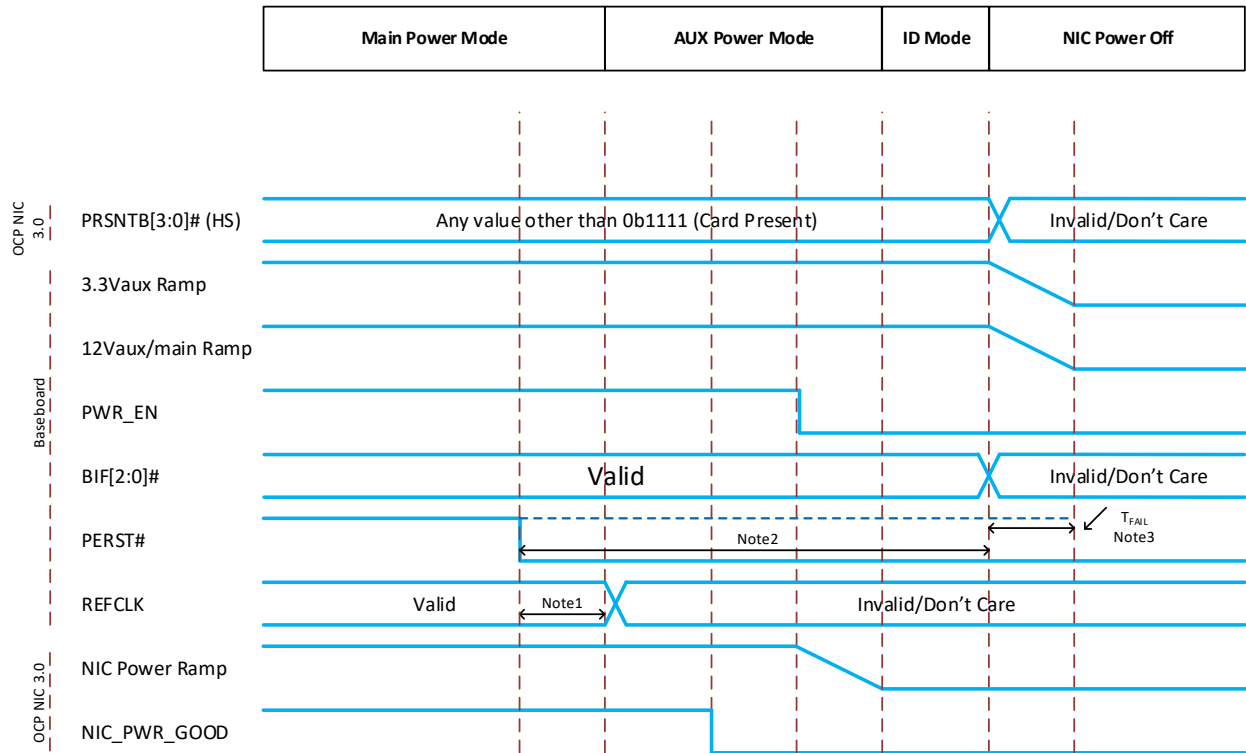 Main Power Mode
AUX Power Mode
ID Mode
NIC Power Off
OCP NIC
3.0
PRSNTB[3:0]# (HS)
Any value other than 0b1111 (Card Present)
Invalid/Don't Care
3.3Vaux Ramp
12Vaux/main Ramp
Baseboard
PWR_EN
BIF[2:0]#
Valid
Invalid/Don't Care
PERST#
Note2
TFAIL
Note3
REFCLK
Valid
Note1
Invalid/Don't Care
OCP NIC 3.0
NIC Power Ramp
NIC_PWR_GOOD